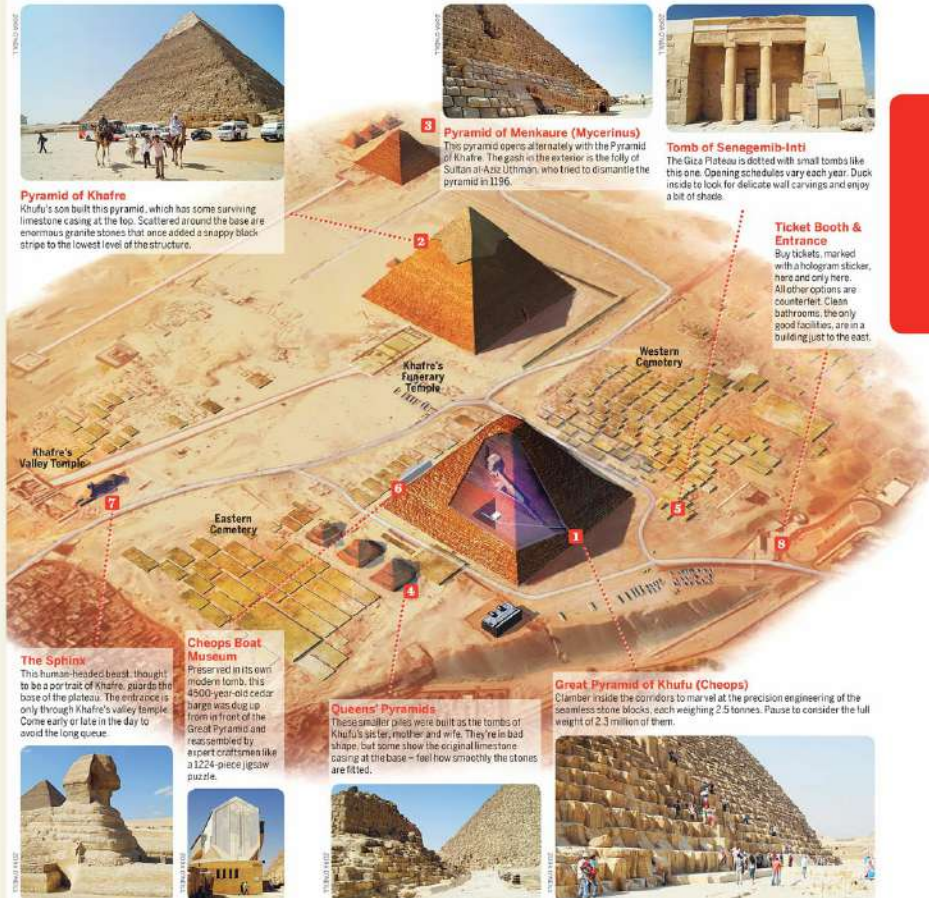 ZORA O'NEILL
ZORA O'NEILL
ZORA O'NEILL
Pyramid of Khafre
Khufu's son built this pyramid, which has some surviving
limestone casing at the top. Scattered around the base are
enormous granite stones that once added a snappy black
stripe to the lowest level of the structure.
Pyramid of Menkaure (Mycerinus)
This pyramid opens alternately with the Pyramid
of Khafre. The gash in the exterior is the folly of
Sultan al-Aziz Uthman, who tried to dismantle the
pyramid in 1196.
Tomb of Senegemib-Inti
The Giza Plateau is dotted with small tombs like
this one. Opening schedules vary each year. Duck
inside to look for delicate wall carvings and enjoy
a bit of shade.
Ticket Booth &
Entrance
Buy tickets, marked
with a hologram sticker,
here and only here.
All other options are
counterfeit. Clean
bathrooms, the only
good facilities, are in a
building just to the east.
3
2
Khafre's
Funerary
Temple
Western
Cemetery
Khafre's
Valley Temple
7
6
5
Eastern
Cemetery
1
8
4
The Sphinx
This human-headed beast, thought
to be a portrait of Khafre, guards the
base of the plateau. The entrance is
only through Khafre's valley temple.
Come early or late in the day to
avoid the long queue.
Cheops Boat
Museum
Preserved in its own
modern tomb, this
4500-year-old cedar
barge was dug up
from in front of the
Great Pyramid and
reassembled by
expert craftsmen like
a 1224-piece jigsaw
puzzle.
Queens' Pyramids
These smaller piles were built as the tombs of
Khufu's sister, mother and wife. They're in bad
shape, but some show the original limestone
casing at the base – feel how smoothly the stones
are fitted.
Great Pyramid of Khufu (Cheops)
Clamber inside the corridors to marvel at the precision engineering of the
seamless stone blocks, each weighing 2.5 tonnes. Pause to consider the full
weight of 2.3 million of them.
ZORA O'NEILL
ZORA O'NEILL
ZORA O'NEILL
ZORA O'NEILL